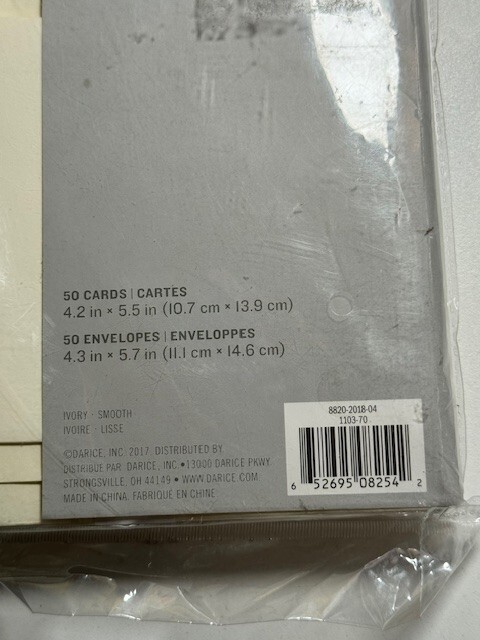 50 CARDS | CARTES
4.2 in × 5.5 in (10.7 cm × 13.9 cm)
50 ENVELOPES | ENVELOPPES
4.3 in × 5.7 in (11.1 cm × 14.6 cm)
IVORY · SMOOTH
IVOIRE · LISSE
©DARICE, INC. 2017. DISTRIBUTED BY
DISTRIBUÉ PAR DARICE, INC. • 13000 DARICE PKWY.
STRONGSVILLE, OH 44149 • WWW.DARICE.COM
MADE IN CHINA. FABRIQUÉ EN CHINE
8820-2018-04
1103-70
6 52695 08254 2